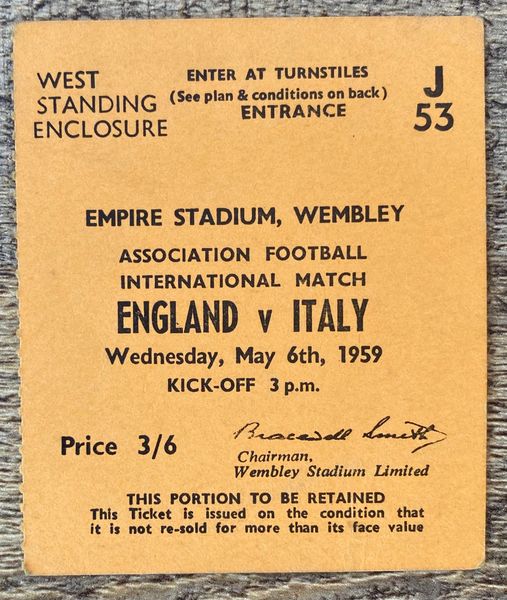 WEST
STANDING
ENCLOSURE
ENTER AT TURNSTILES
(See plan & conditions on back)
ENTRANCE
J
53
EMPIRE STADIUM, WEMBLEY
ASSOCIATION FOOTBALL
INTERNATIONAL MATCH
ENGLAND v ITALY
Wednesday, May 6th, 1959
KICK-OFF 3 p.m.
Price 3/6
Bracewell Smith
Chairman,
Wembley Stadium Limited
THIS PORTION TO BE RETAINED
This Ticket is issued on the condition that
it is not re-sold for more than its face value